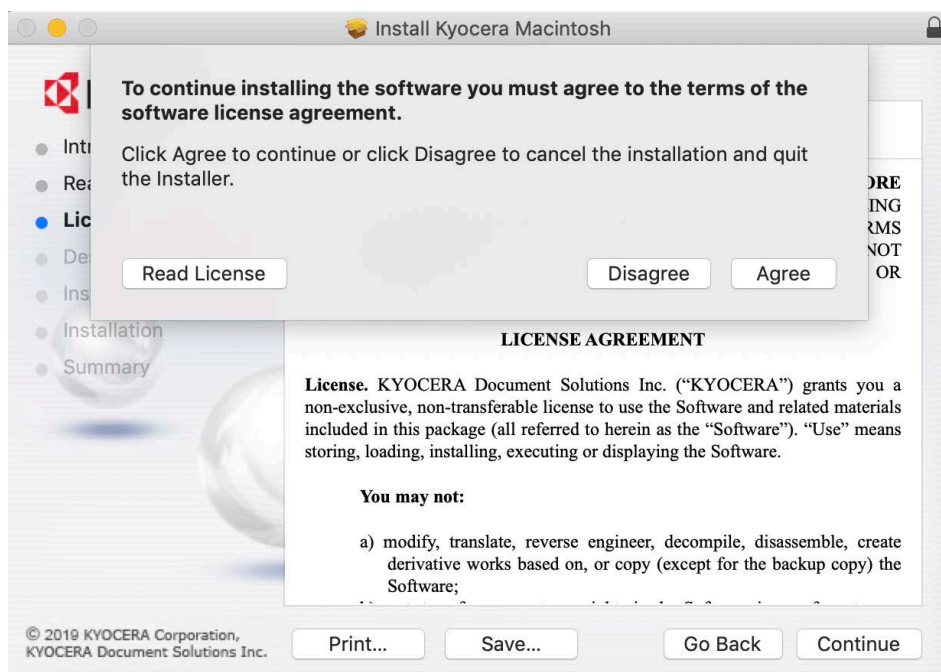 Install Kyocera Macintosh
To continue installing the software you must agree to the terms of the
software license agreement.
Click Agree to continue or click Disagree to cancel the installation and quit
the Installer.
Read License
Disagree
Agree
Lic
Ins
Installation
Summary
NOT
OR
LICENSE AGREEMENT
License. KYOCERA Document Solutions Inc. (“KYOCERA”) grants you a
non-exclusive, non-transferable license to use the Software and related materials
included in this package (all referred to herein as the “Software”). “Use” means
storing, loading, installing, executing or displaying the Software.
You may not:
a) modify, translate, reverse engineer, decompile, disassemble, create
derivative works based on, or copy (except for the backup copy) the
Software;
© 2019 KYOCERA Corporation,
KYOCERA Document Solutions Inc.
Print...
Save...
Go Back
Continue